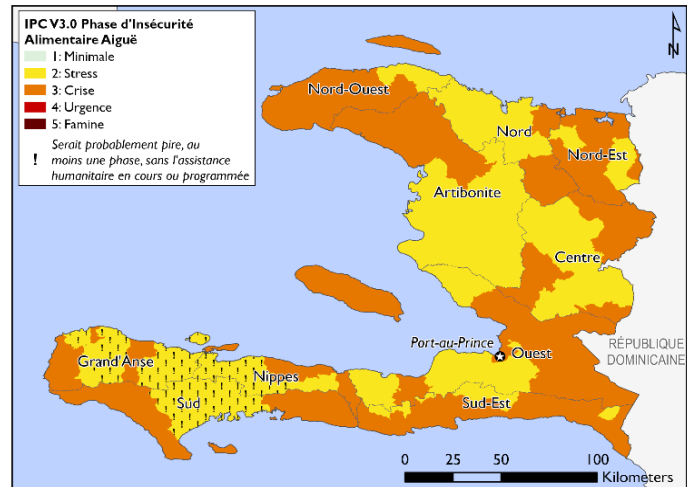 IPC V3.0 Phase d'Insécurité
Alimentaire Aiguë
1: Minimale
2: Stress
3: Crise
4: Urgence
5: Famine
! Serait probablement pire, au
moins une phase, sans l'assistance
humanitaire en cours ou programmée
N
Nord-Ouest
Nord
Nord-Est
Artibonite
Centre
Port-au-Prince
Ouest
RÉPUBLIQUE
DOMINICAINE
Grand'Anse
Nippes
Sud
Sud-Est
0 25 50 100
Kilometers